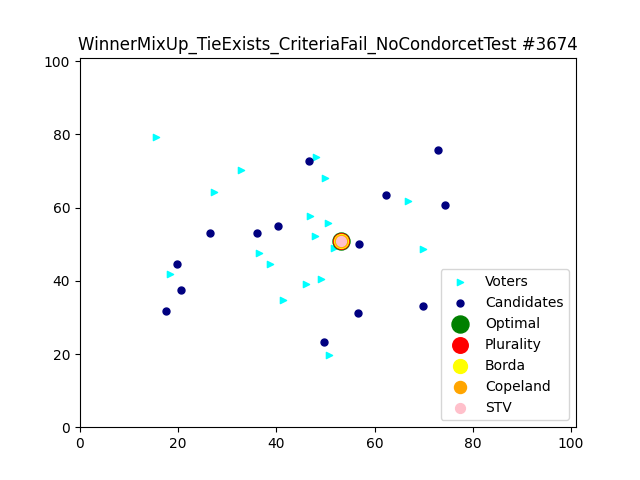 WinnerMixUp_TieExists_CriteriaFail_NoCondorcetTest #3674
100
80
60
40
20
0
0 20 40 60 80 100
Voters
Candidates
Optimal
Plurality
Borda
Copeland
STV